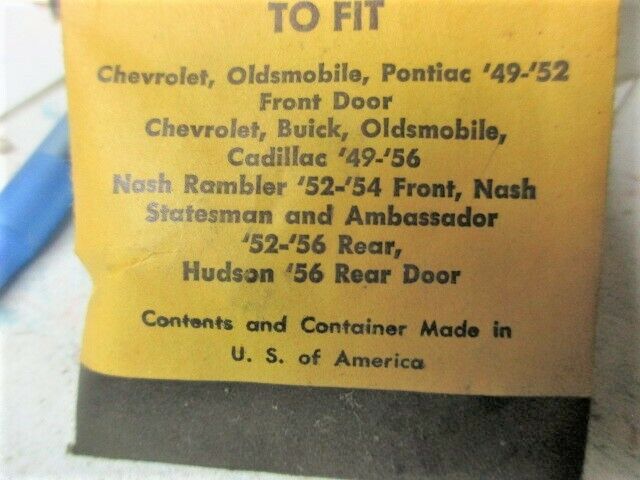 TO FIT
Chevrolet, Oldsmobile, Pontiac '49-'52
Front Door
Chevrolet, Buick, Oldsmobile,
Cadillac '49-'56
Nash Rambler '52-'54 Front, Nash
Statesman and Ambassador
'52-'56 Rear,
Hudson '56 Rear Door
Contents and Container Made in
U. S. of America